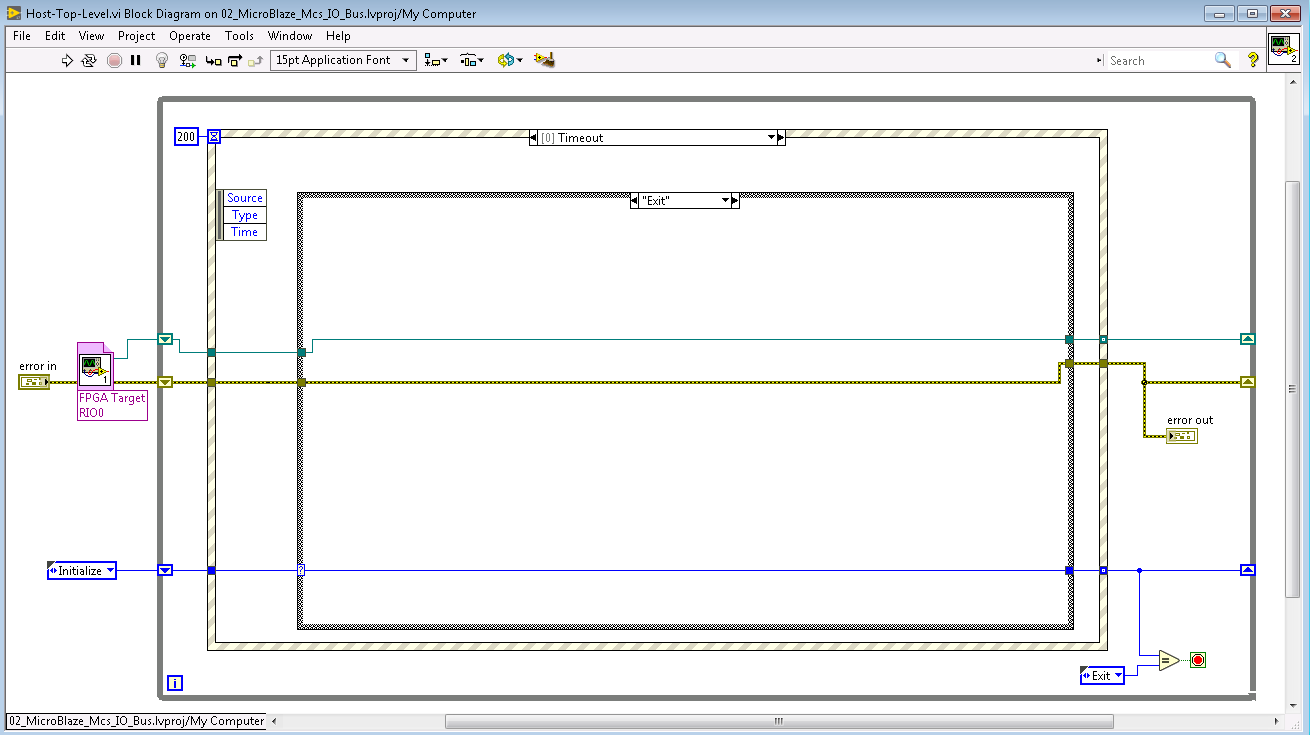 Host-Top-Level.vi Block Diagram on 02_MicroBlaze_Mcs_IO_Bus.lvproj/My Computer
File Edit View Project Operate Tools Window Help
15pt Application Font
Search
?
2
200
[0] Timeout
Source
Type
Time
"Exit"
error in
1
FPGA Target
RIO0
error out
Initialize
?
=
Exit
i
02_MicroBlaze_Mcs_IO_Bus.lvproj/My Computer